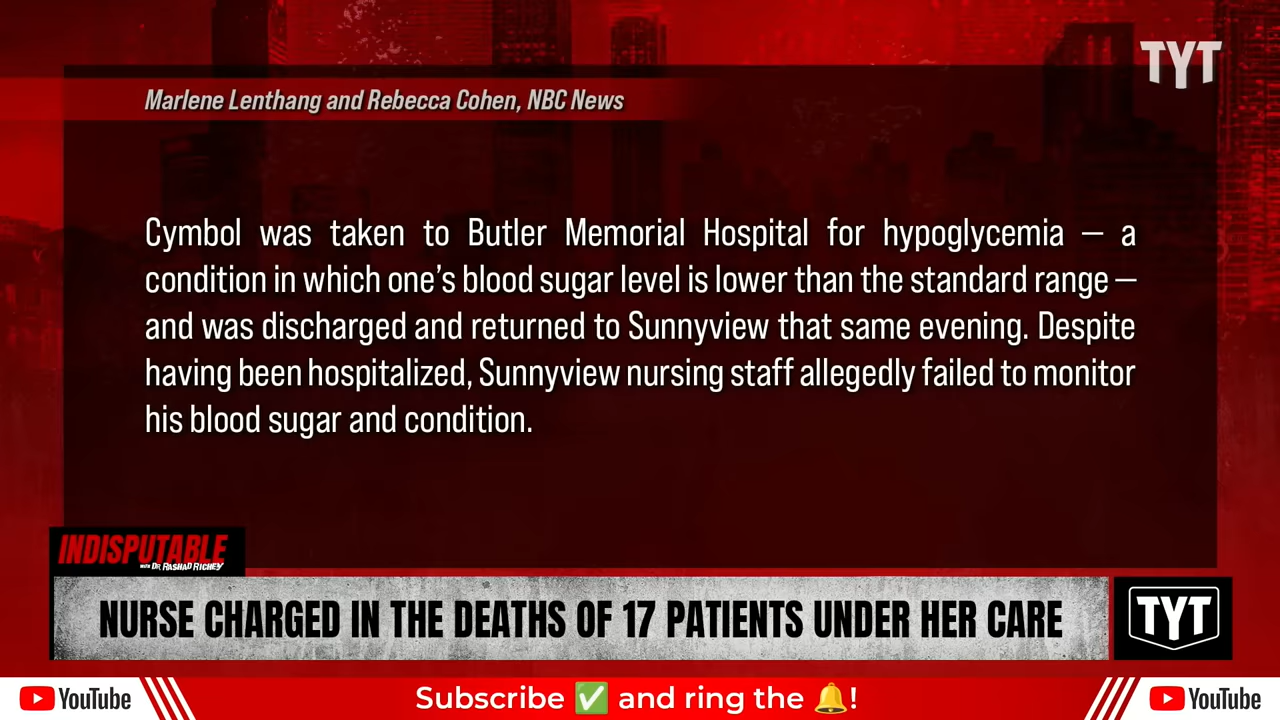 TYT
Marlene Lenthang and Rebecca Cohen, NBC News
Cymbol was taken to Butler Memorial Hospital for hypoglycemia — a
condition in which one’s blood sugar level is lower than the standard range —
and was discharged and returned to Sunnyview that same evening. Despite
having been hospitalized, Sunnyview nursing staff allegedly failed to monitor
his blood sugar and condition.
INDISPUTABLE
WITH DR. RASHAD RICHEY
NURSE CHARGED IN THE DEATHS OF 17 PATIENTS UNDER HER CARE
TYT
YouTube
Subscribe ✅ and ring the 🔔!
YouTube